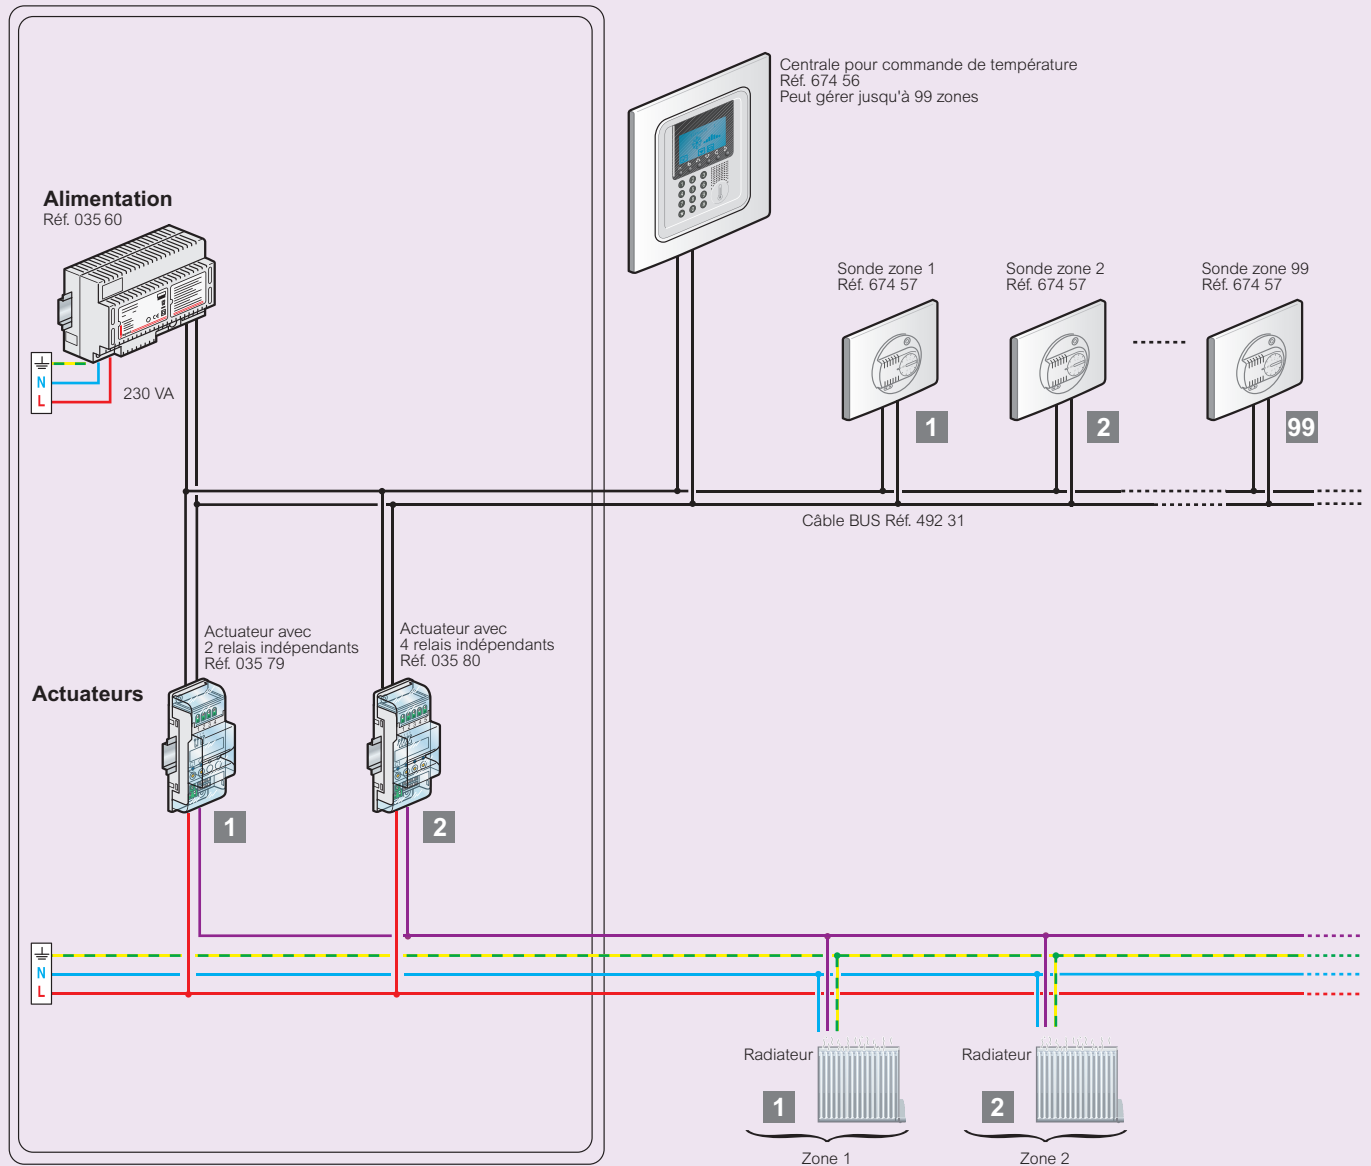 Centrale pour commande de température
Réf. 674 56
Peut gérer jusqu'à 99 zones
Alimentation
Réf. 035 60
Sonde zone 1
Réf. 674 57
Sonde zone 2
Réf. 674 57
Sonde zone 99
Réf. 674 57
N
L
230 VA
1
2
99
Câble BUS Réf. 492 31
Actuateur avec
2 relais indépendants
Réf. 035 79
Actuateur avec
4 relais indépendants
Réf. 035 80
Actuateurs
1
2
N
L
Radiateur
1
Radiateur
2
Zone 1
Zone 2